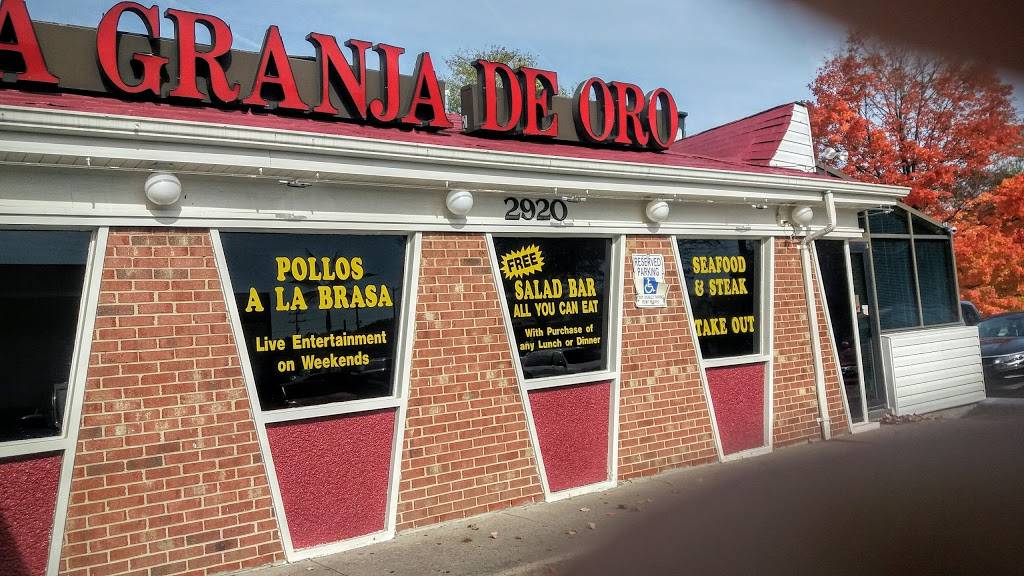 A GRANJA DE ORO
2920
POLLOS
A LA BRASA
Live Entertainment
on Weekends
FREE
SALAD BAR
ALL YOU CAN EAT
With Purchase of
any Lunch or Dinner
RESERVED
PARKING
SEAFOOD
& STEAK
TAKE OUT